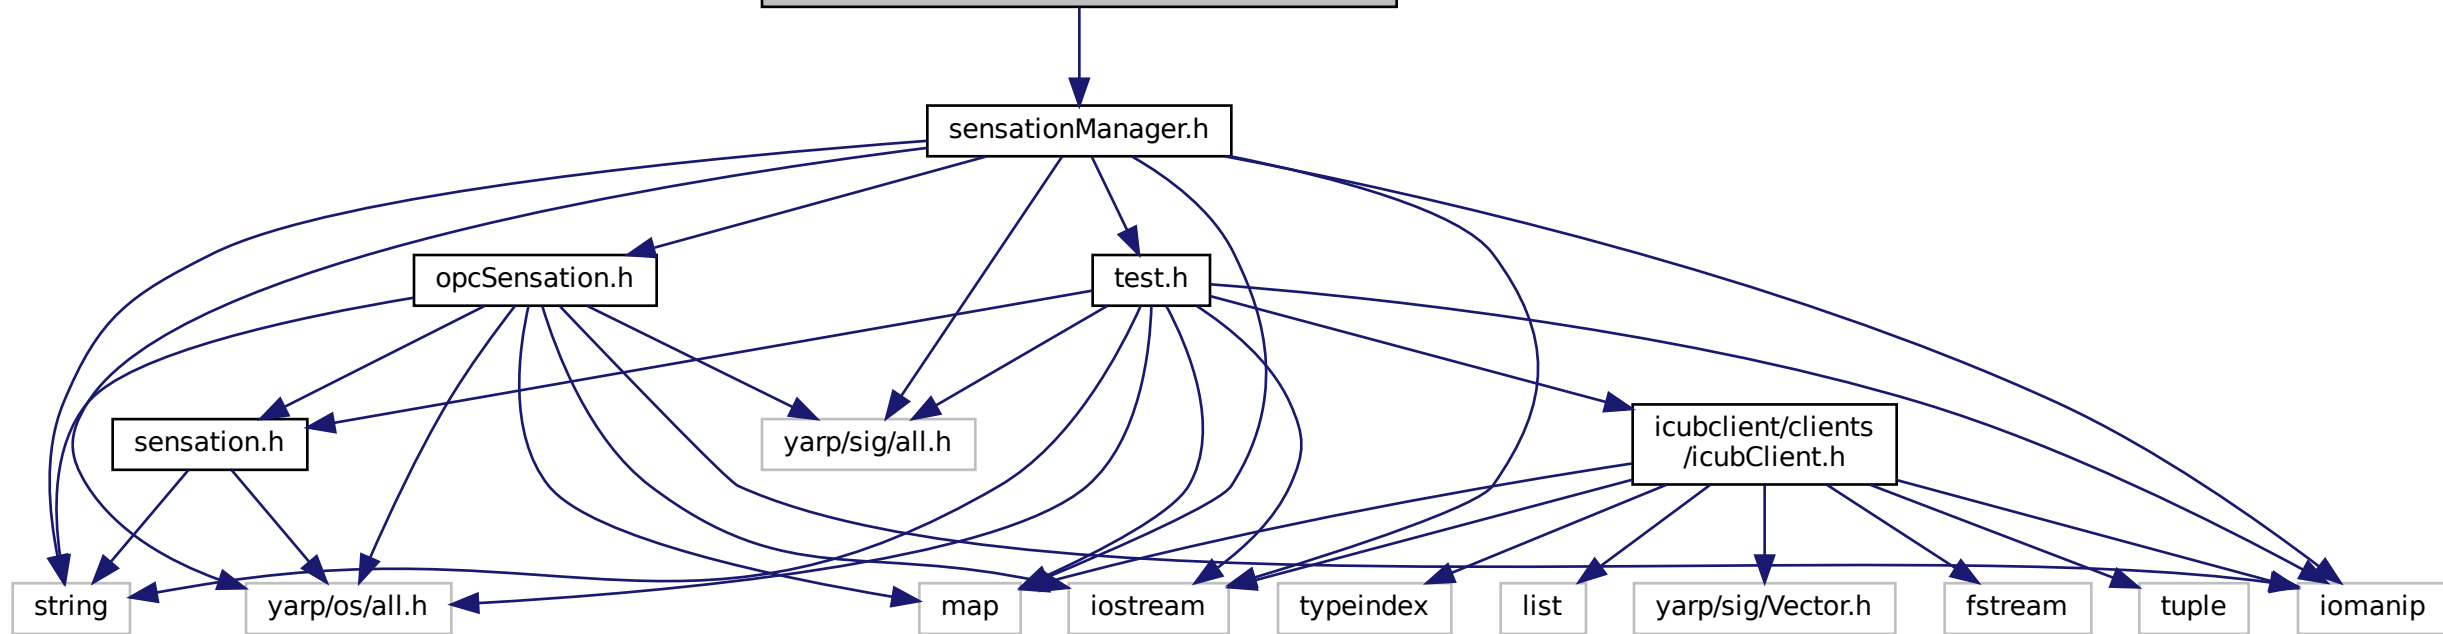 sensationManager.h
opcSensation.h
test.h
sensation.h
yarp/sig/all.h
icubclient/clients
/icubClient.h
string
yarp/os/all.h
map
iostream
typeindex
list
yarp/sig/Vector.h
fstream
tuple
iomanip